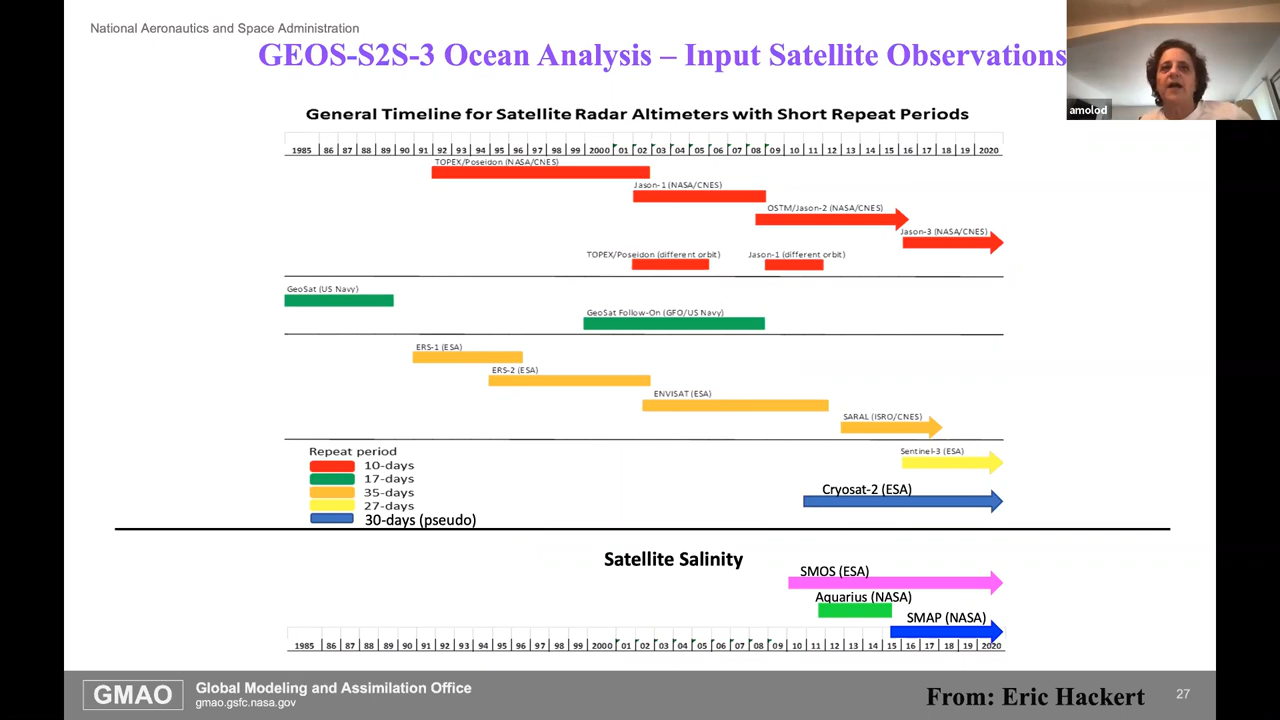 National Aeronautics and Space Administration
GEOS-S2S-3 Ocean Analysis – Input Satellite Observations
amolod
General Timeline for Satellite Radar Altimeters with Short Repeat Periods
1985 86 87 88 89 90 91 92 93 94 95 96 97 98 99 2000 01 02 03 04 05 06 07 08 09 10 11 12 13 14 15 16 17 18 19 2020
TOPEX/Poseidon (NASA/CNES)
Jason-1 (NASA/CNES)
OSTM/Jason-2 (NASA/CNES)
Jason-3 (NASA/CNES)
TOPEX/Poseidon (different orbit) Jason-1 (different orbit)
GeoSat (US Navy)
GeoSat Follow-On (GFO/US Navy)
ERS-1 (ESA)
ERS-2 (ESA)
ENVISAT (ESA)
SARAL (ISRO/CNES)
Sentinel-3 (ESA)
Repeat period
10-days
17-days
35-days
27-days
30-days (pseudo)
Cryosat-2 (ESA)
Satellite Salinity
SMOS (ESA)
Aquarius (NASA)
SMAP (NASA)
1985 86 87 88 89 90 91 92 93 94 95 96 97 98 99 2000 01 02 03 04 05 06 07 08 09 10 11 12 13 14 15 16 17 18 19 2020
GMAO
Global Modeling and Assimilation Office
gmao.gsfc.nasa.gov
From: Eric Hackert
27